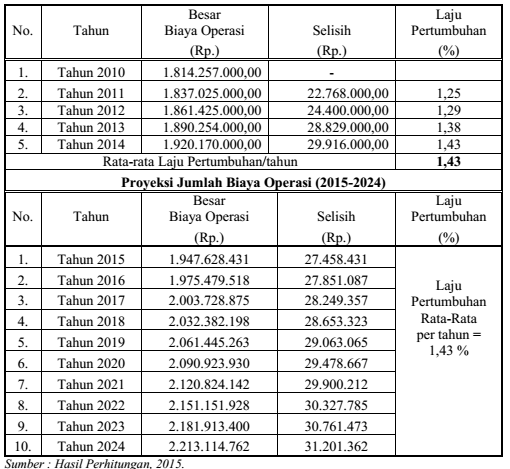 No. Tahun Besar Biaya Operasi (Rp.) Selisih (Rp.) Laju Pertumbuhan (%)
1. Tahun 2010 1.814.257.000,00 -
2. Tahun 2011 1.837.025.000,00 22.768.000,00 1,25
3. Tahun 2012 1.861.425.000,00 24.400.000,00 1,29
4. Tahun 2013 1.890.254.000,00 28.829.000,00 1,38
5. Tahun 2014 1.920.170.000,00 29.916.000,00 1,43
Rata-rata Laju Pertumbuhan/tahun 1,43
Proyeksi Jumlah Biaya Operasi (2015-2024)
No. Tahun Besar Biaya Operasi (Rp.) Selisih (Rp.) Laju Pertumbuhan (%)
1. Tahun 2015 1.947.628.431 27.458.431
2. Tahun 2016 1.975.479.518 27.851.087
3. Tahun 2017 2.003.728.875 28.249.357
4. Tahun 2018 2.032.382.198 28.653.323
5. Tahun 2019 2.061.445.263 29.063.065
6. Tahun 2020 2.090.923.930 29.478.667
7. Tahun 2021 2.120.824.142 29.900.212
8. Tahun 2022 2.151.151.928 30.327.785
9. Tahun 2023 2.181.913.400 30.761.473
10. Tahun 2024 2.213.114.762 31.201.362
Laju
Pertumbuhan
Rata-Rata
per tahun =
1,43 %
Sumber : Hasil Perhitungan, 2015.